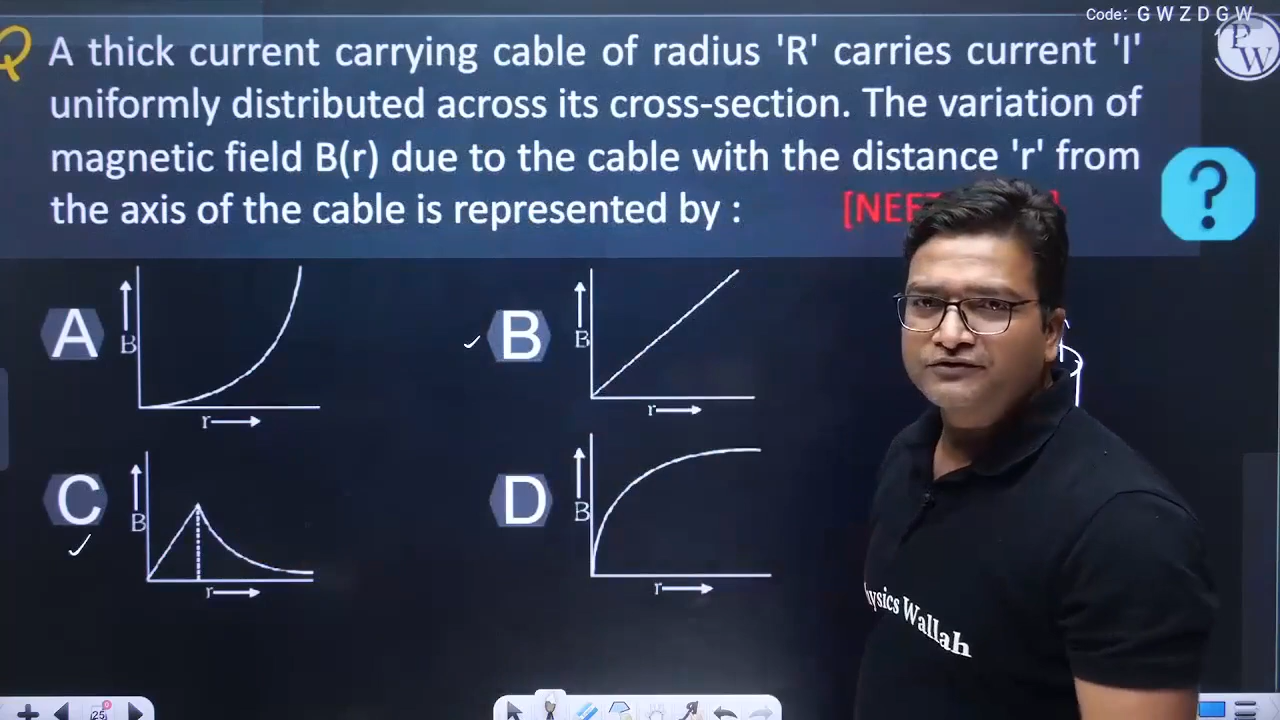 Code: G W Z D G W
P
W
Q A thick current carrying cable of radius 'R' carries current 'I'
uniformly distributed across its cross-section. The variation of
magnetic field B(r) due to the cable with the distance 'r' from
the axis of the cable is represented by :
?
A
B
r
B
B
r
C
B
r
D
B
r
Wallah
25